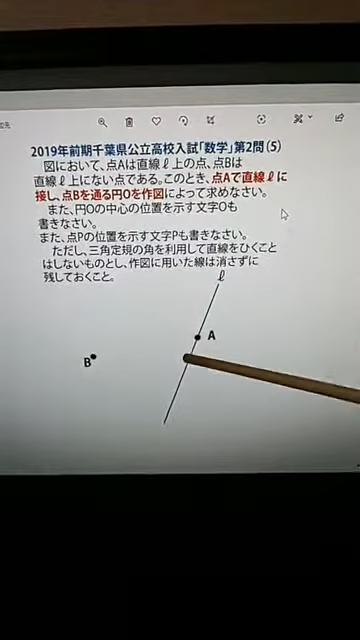 2019年前期千葉県公立高校入試「数学」第2問(5)
図において、点Aは直線ℓ上の点、点Bは
直線ℓ上にない点である。このとき、点Aで直線ℓに
接し、点Bを通る円Oを作図によって求めなさい。
また、円Oの中心の位置を示す文字Oも
書きなさい。
また、点Pの位置を示す文字Pも書きなさい。
ただし、三角定規の角を利用して直線をひくこと
はしないものとし、作図に用いた線は消さずに
残しておくこと。
ℓ
A
B